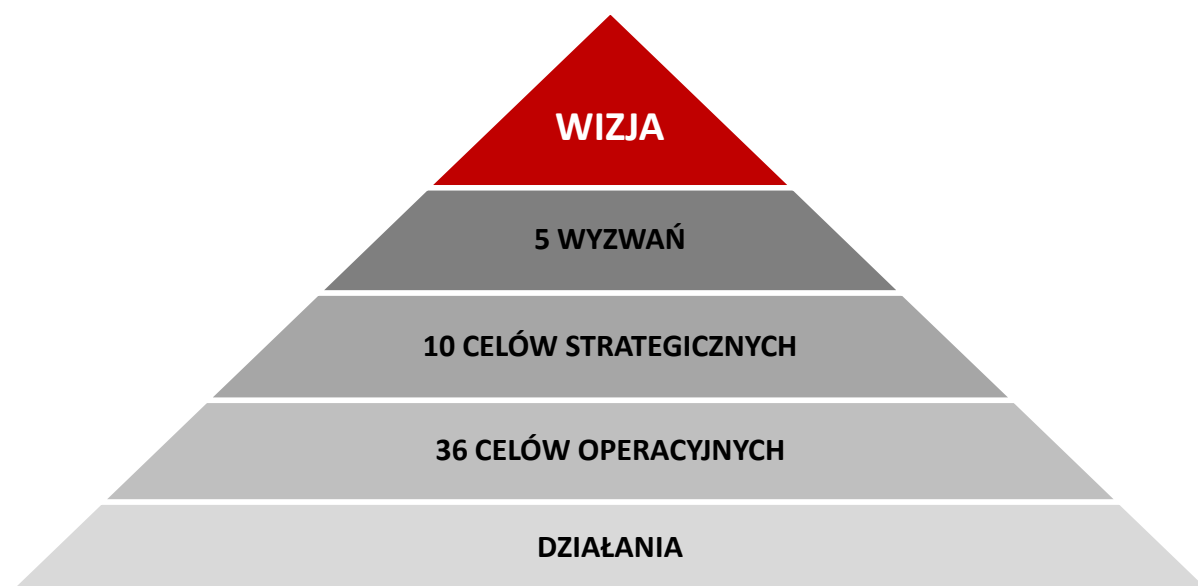 WIZJA
5 WYZWAŃ
10 CELÓW STRATEGICZNYCH
36 CELÓW OPERACYJNYCH
DZIAŁANIA